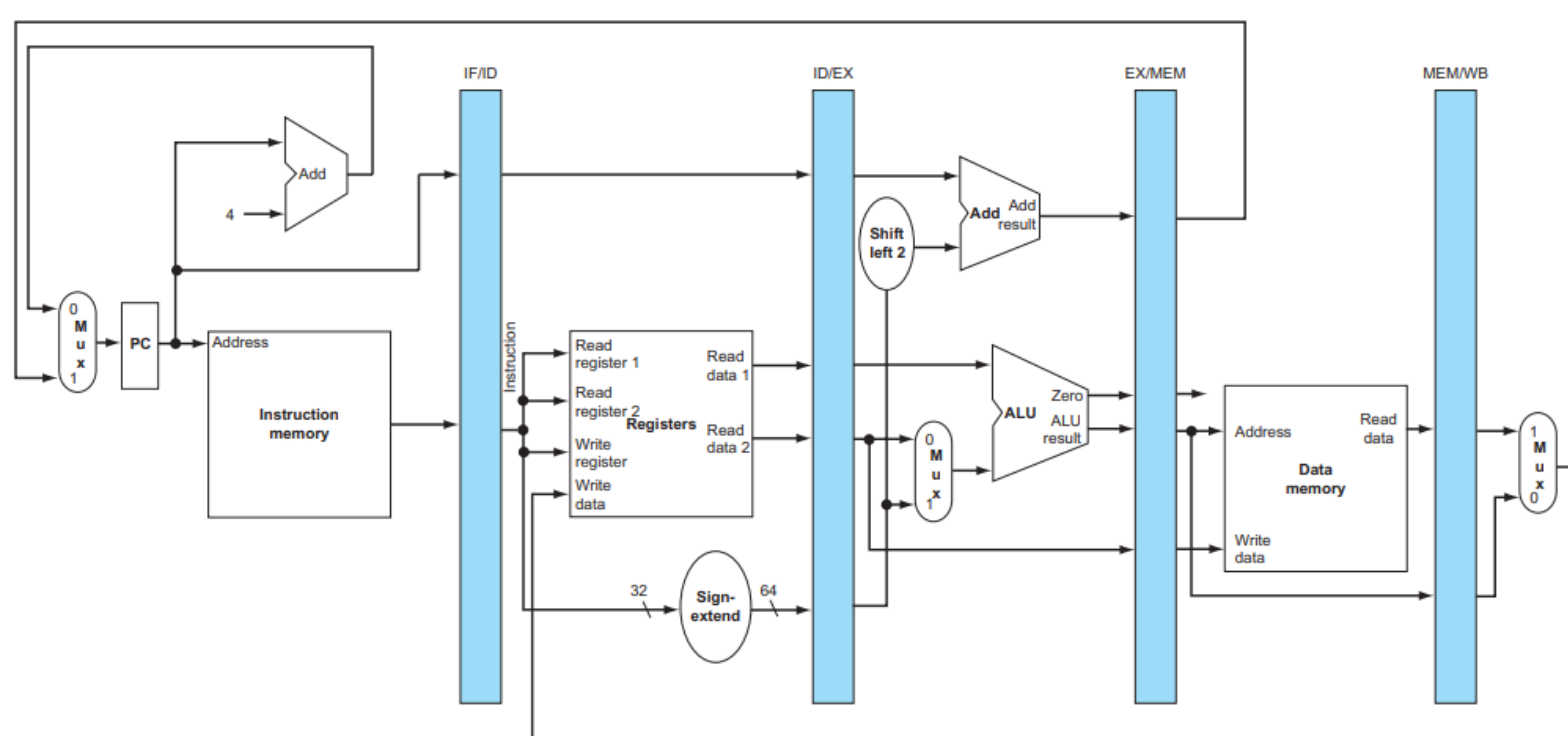 IF/ID
ID/EX
EX/MEM
MEM/WB
Add
4
0
M
u
x
1
PC
Address
Instruction
memory
Instruction
Read
register 1
Read
register 2
Write
register
Write
data
Registers
Read
data 1
Read
data 2
32
Sign-
extend
64
Shift
left 2
Add
Add
result
0
M
u
x
1
ALU
Zero
ALU
result
Address
Read
data
Data
memory
Write
data
1
M
u
x
0